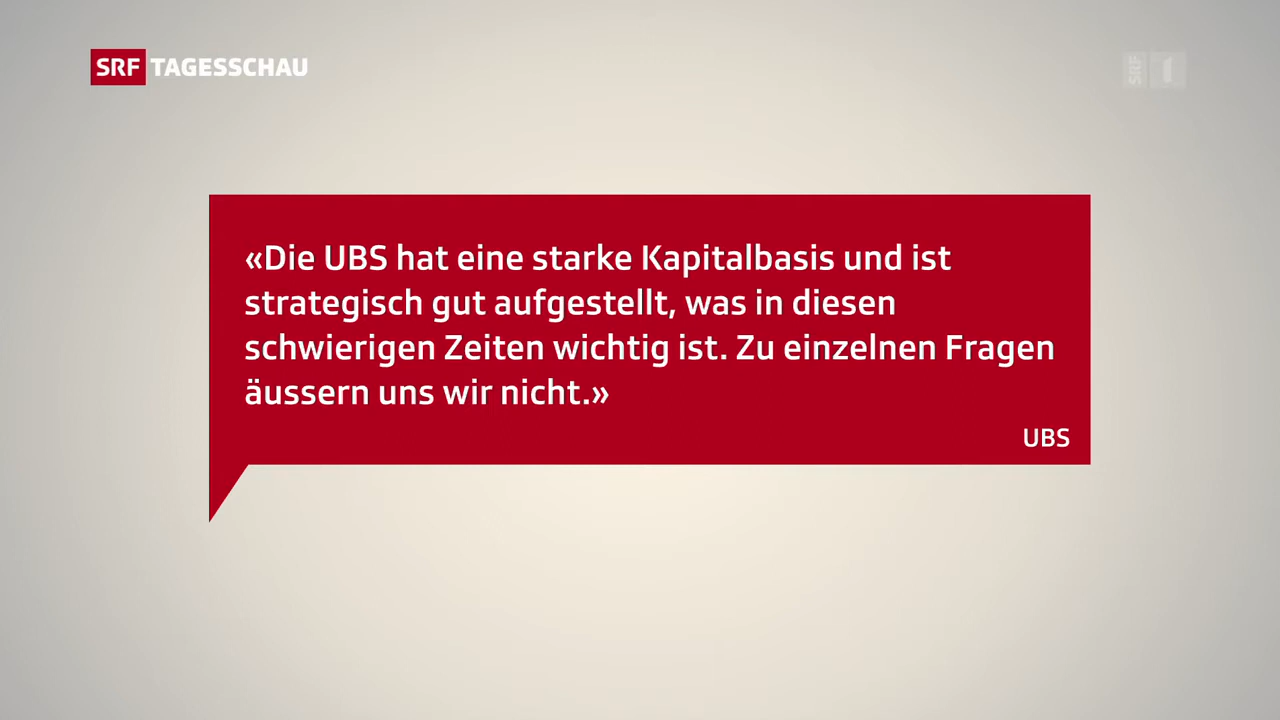 SRF TAGESSCHAU
SRF 1
«Die UBS hat eine starke Kapitalbasis und ist
strategisch gut aufgestellt, was in diesen
schwierigen Zeiten wichtig ist. Zu einzelnen Fragen
äussern uns wir nicht.»
UBS